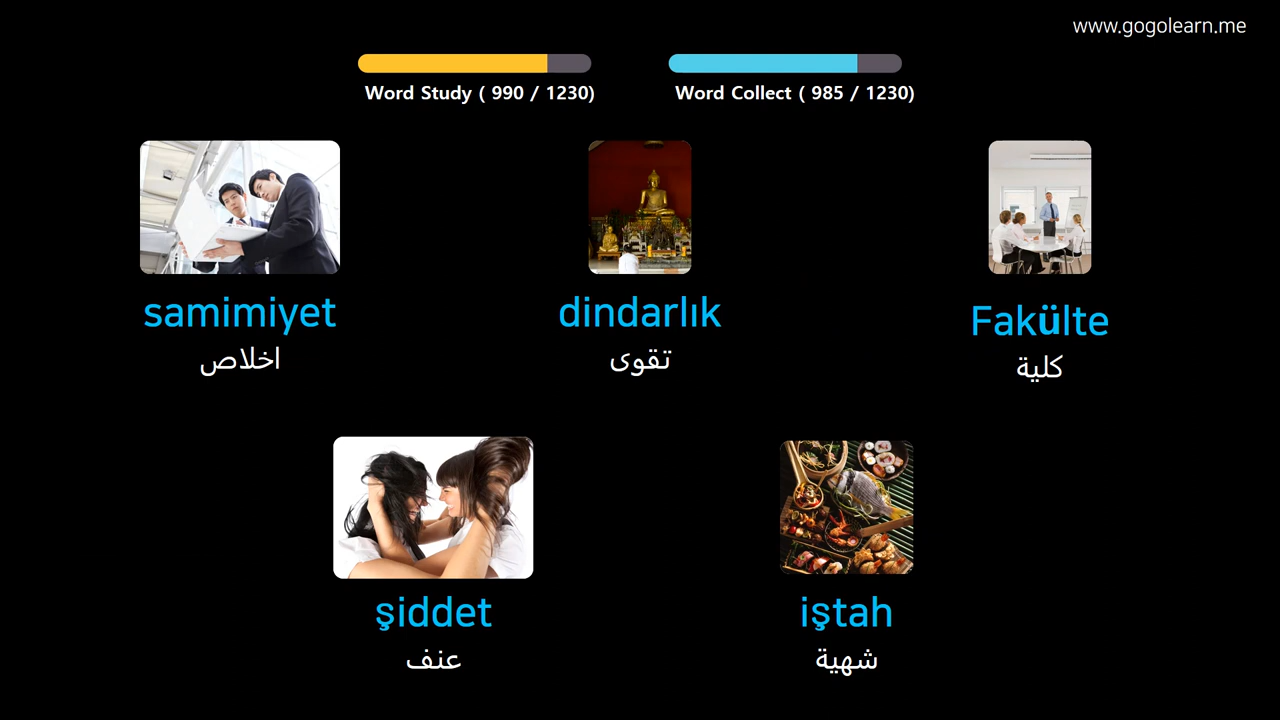 www.gogolearn.me
Word Study ( 990 / 1230)
Word Collect ( 985 / 1230)
samimiyet
اخلاص
dindarlık
تقوى
Fakülte
كلية
şiddet
عنف
iştah
شهية